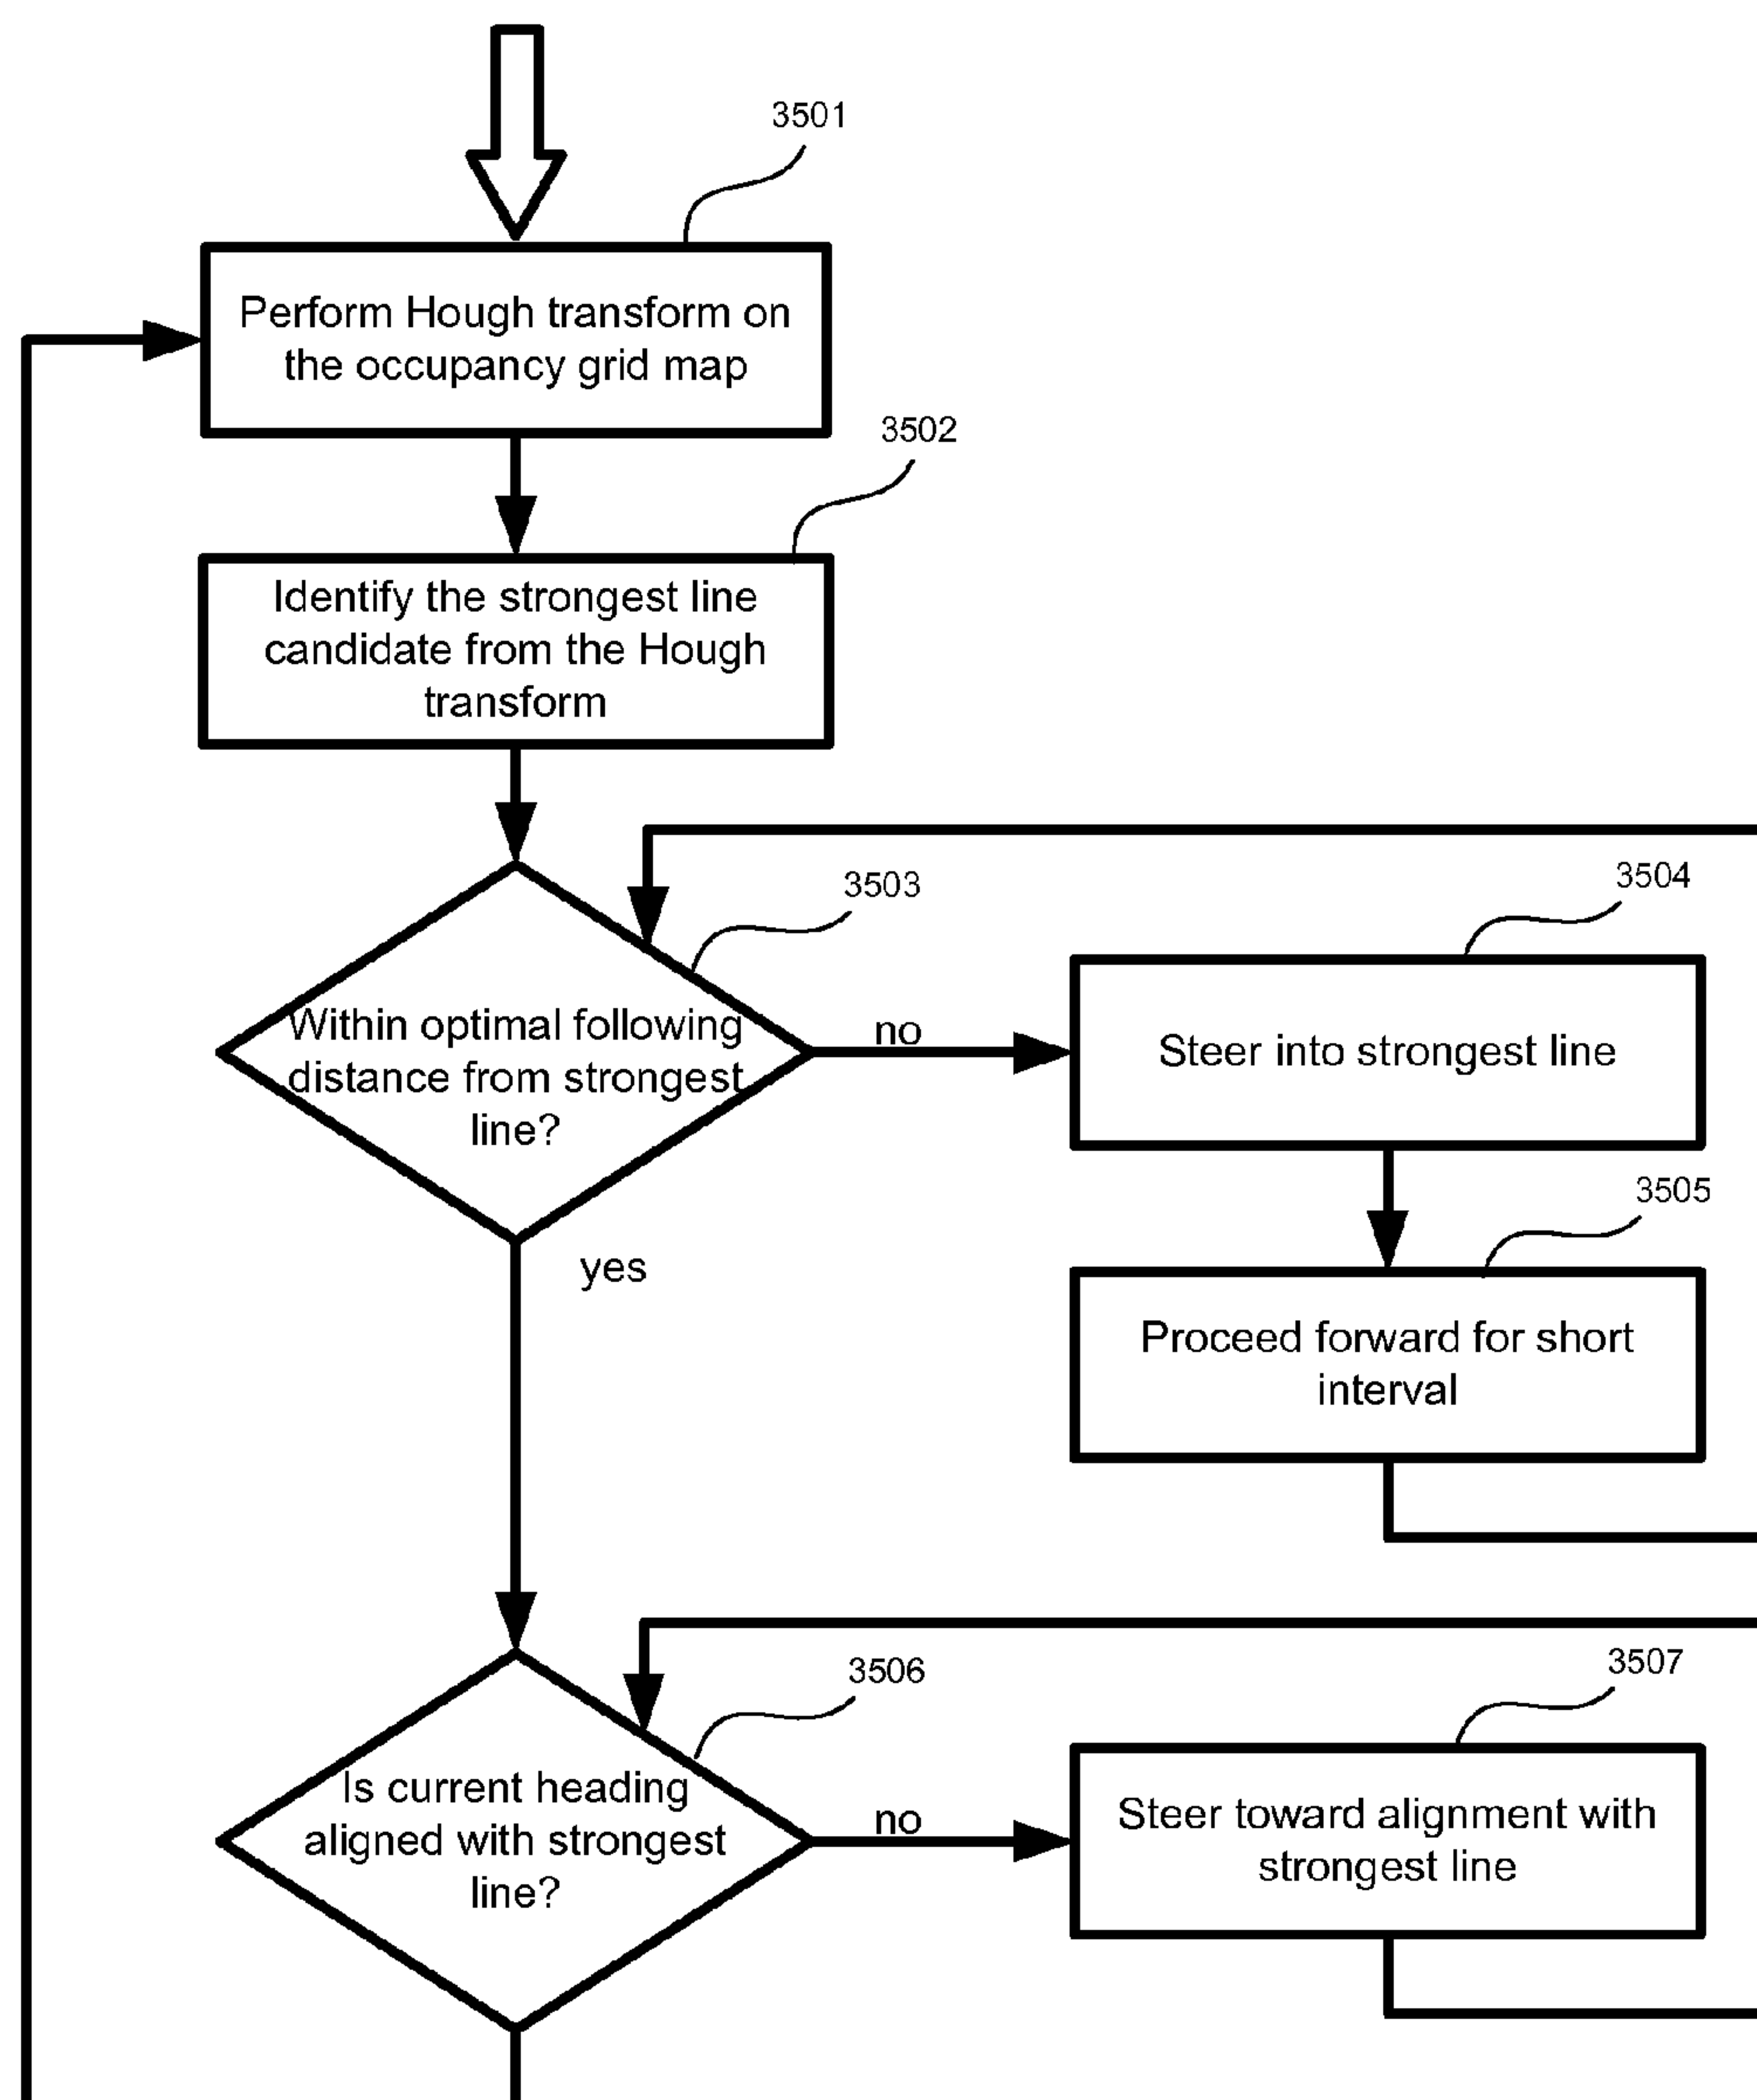 3501
Perform Hough transform on
the occupancy grid map
3502
Identify the strongest line
candidate from the Hough
transform
3503
Within optimal following
distance from strongest
line?
no
yes
3504
Steer into strongest line
3505
Proceed forward for short
interval
3506
Is current heading
aligned with strongest
line?
no
3507
Steer toward alignment with
strongest line